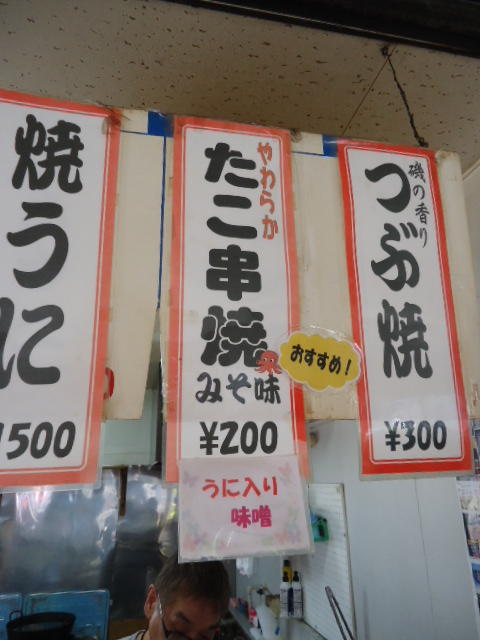 焼うに
1500
やわらか
たこ串焼
みそ味
¥200
おすすめ!
うに入り
味噌
磯の香り
つぶ焼
¥300